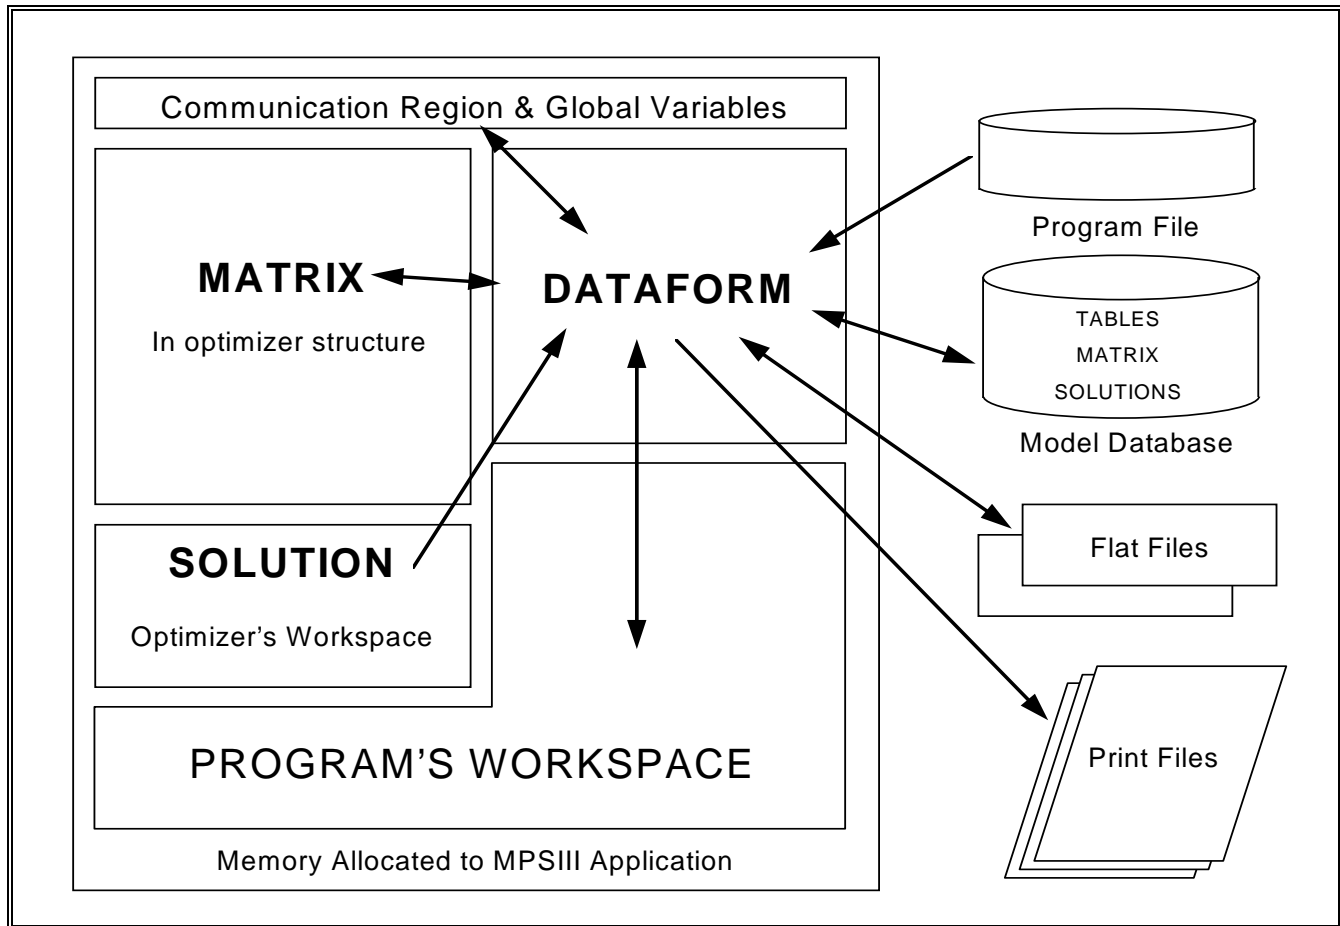 Communication Region & Global Variables
MATRIX
In optimizer structure
DATAFORM
SOLUTION
Optimizer's Workspace
PROGRAM'S WORKSPACE
Memory Allocated to MPSIII Application
Program File
TABLES
MATRIX
SOLUTIONS
Model Database
Flat Files
Print Files